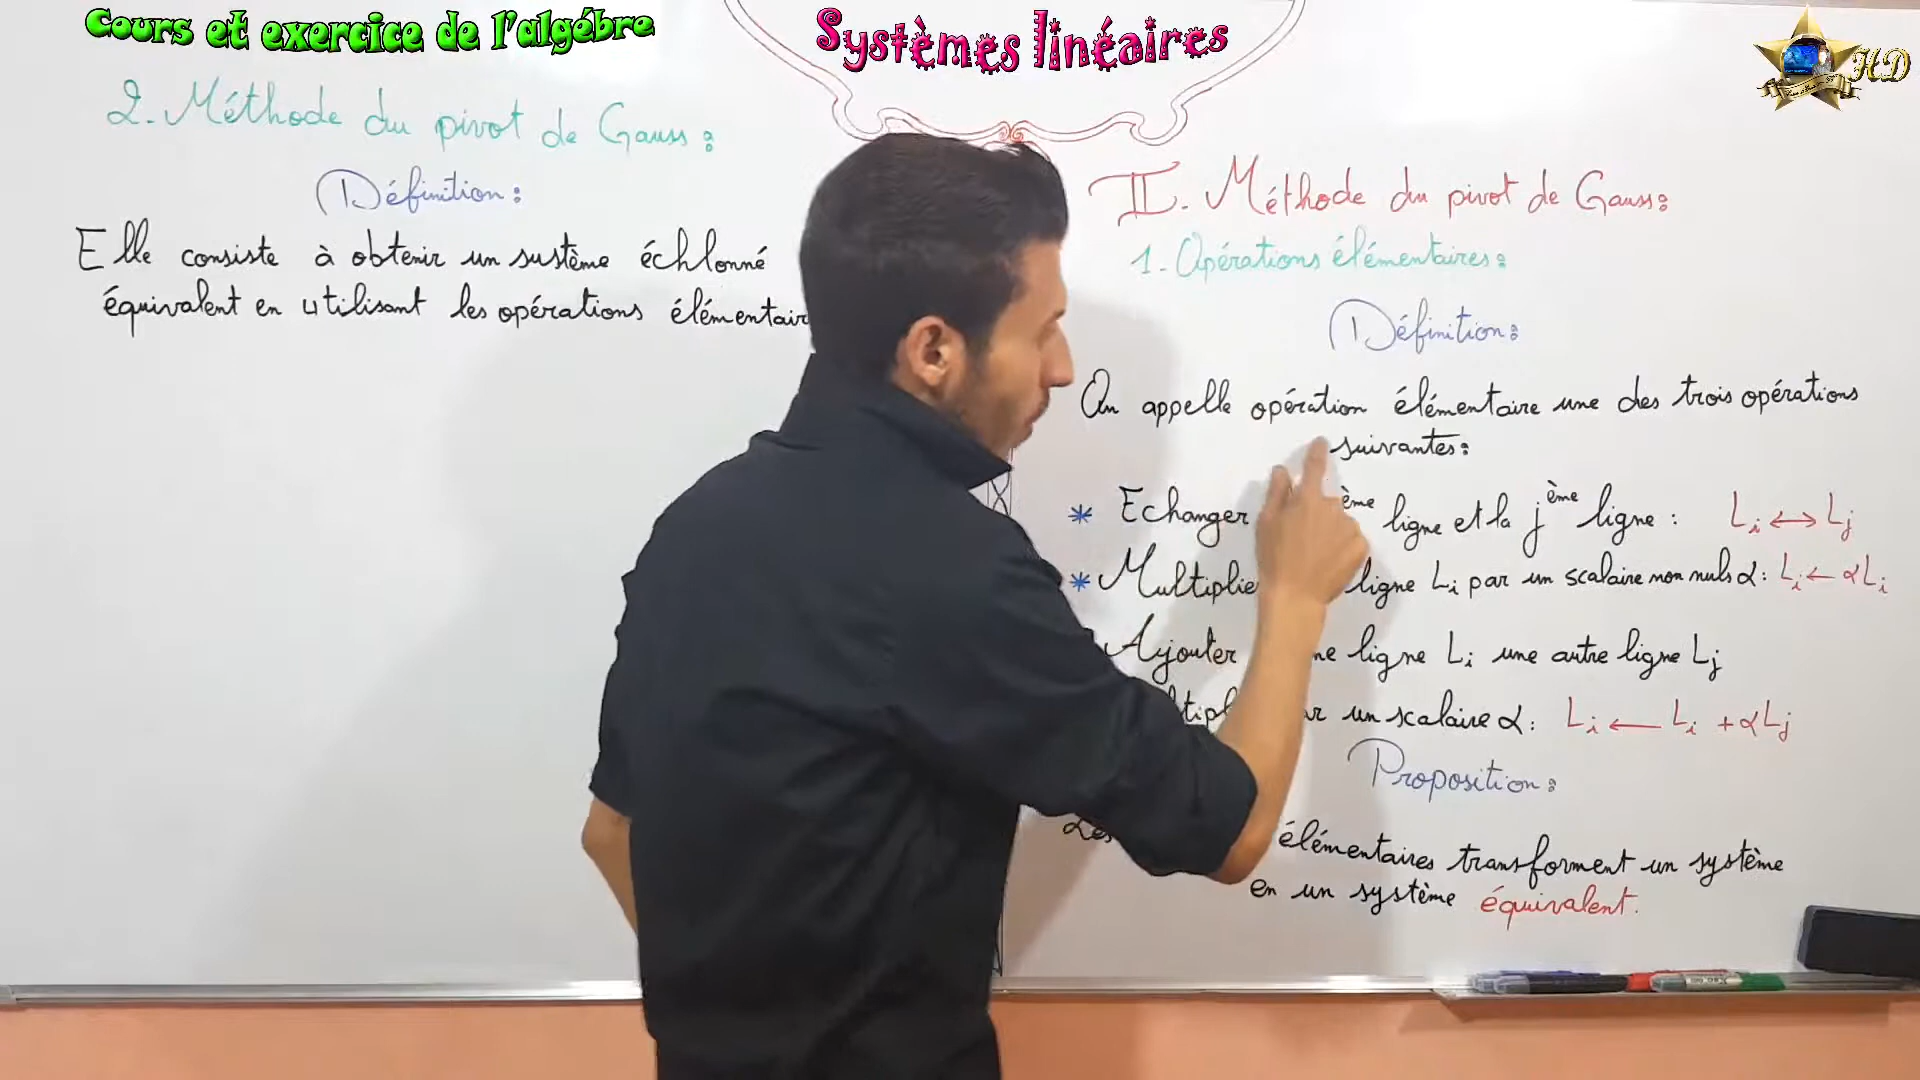 Cours et exercice de l'algébre
Systèmes linéaires
HD
2. Méthode du pivot de Gauss :
Définition :
Elle consiste à obtenir un sustème échlonné
équivalent en utilisant les opérations élémentair
II. Méthode du pivot de Gauss :
1. Opérations élémentaires :
Définition :
On appelle opération élémentaire une des trois opérations
suivantes :
* Echanger ème ligne et la jème ligne : Li ↔ Lj
* Multiplie ligne Li par un scalaire non nuls α : Li ← αLi
Ajouter ne ligne Li une autre ligne Lj
un scalaire α : Li ← Li + αLj
Proposition :
Les élémentaires transforment un système
en un système équivalent.